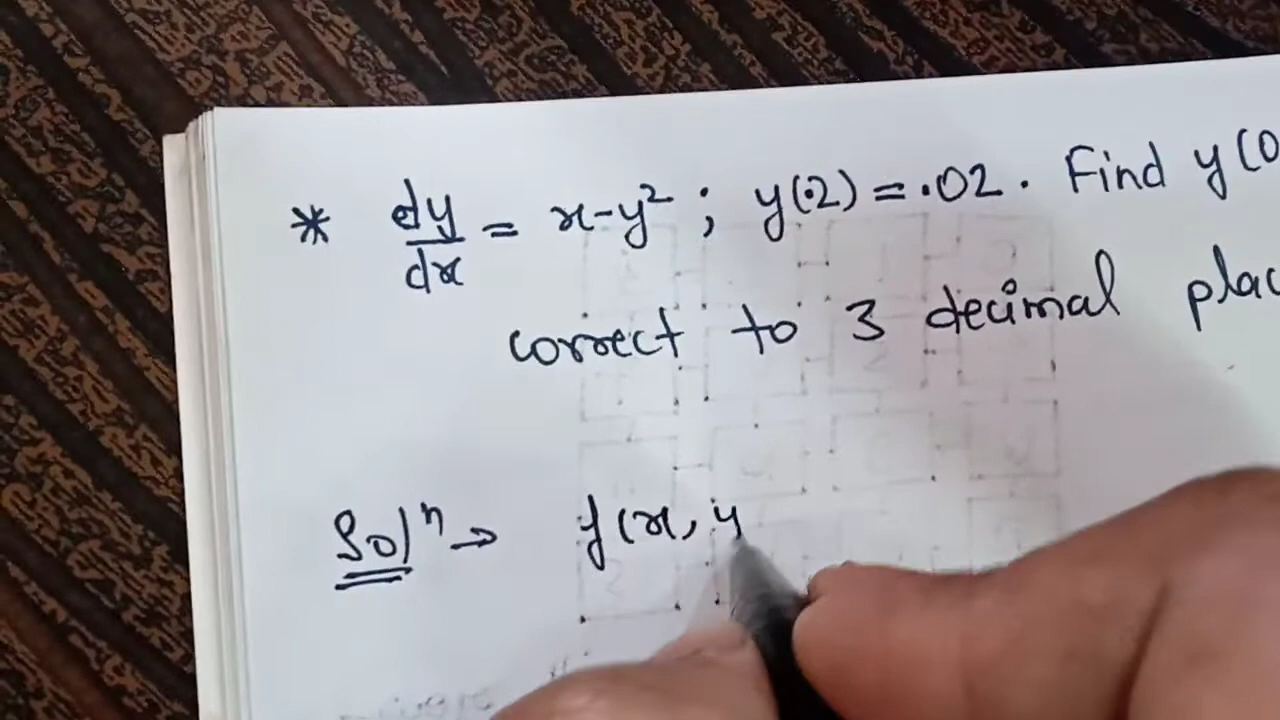 * dy/dx = x-y² ; y(.2) = .02. Find y(0
correct to 3 decimal plac
Solⁿ → f(x, y